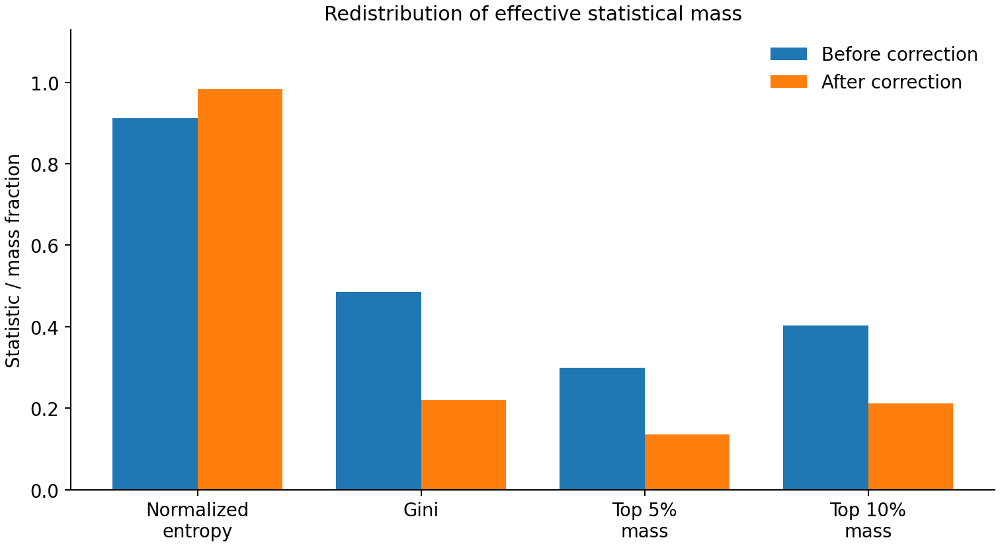 Redistribution of effective statistical mass
Before correction
After correction
Statistic / mass fraction
1.0
0.8
0.6
0.4
0.2
0.0
Normalized
entropy
Gini
Top 5%
mass
Top 10%
mass